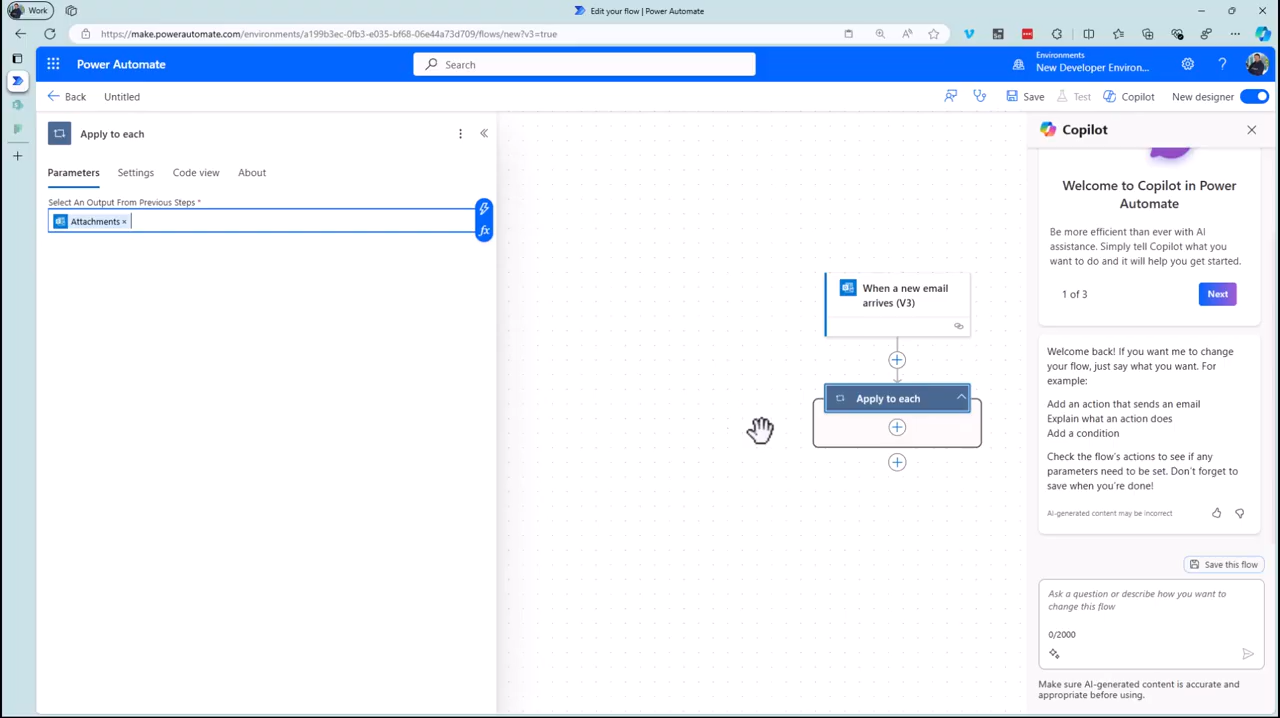 Work
Edit your flow | Power Automate
https://make.powerautomate.com/environments/a199b3ec-0fb3-e035-bf68-06e44a73d709/flows/new?v3=true
Power Automate
Search
Environments
New Developer Environ...
Back
Untitled
Save
Test
Copilot
New designer
Apply to each
Parameters
Settings
Code view
About
Select An Output From Previous Steps *
Attachments ×
fx
When a new email
arrives (V3)
Apply to each
Copilot
Welcome to Copilot in Power
Automate
Be more efficient than ever with AI
assistance. Simply tell Copilot what you
want to do and it will help you get started.
1 of 3
Next
Welcome back! If you want me to change
your flow, just say what you want. For
example:
Add an action that sends an email
Explain what an action does
Add a condition
Check the flow's actions to see if any
parameters need to be set. Don't forget to
save when you're done!
AI-generated content may be incorrect
Save this flow
Ask a question or describe how you want to
change this flow
0/2000
Make sure AI-generated content is accurate and
appropriate before using.